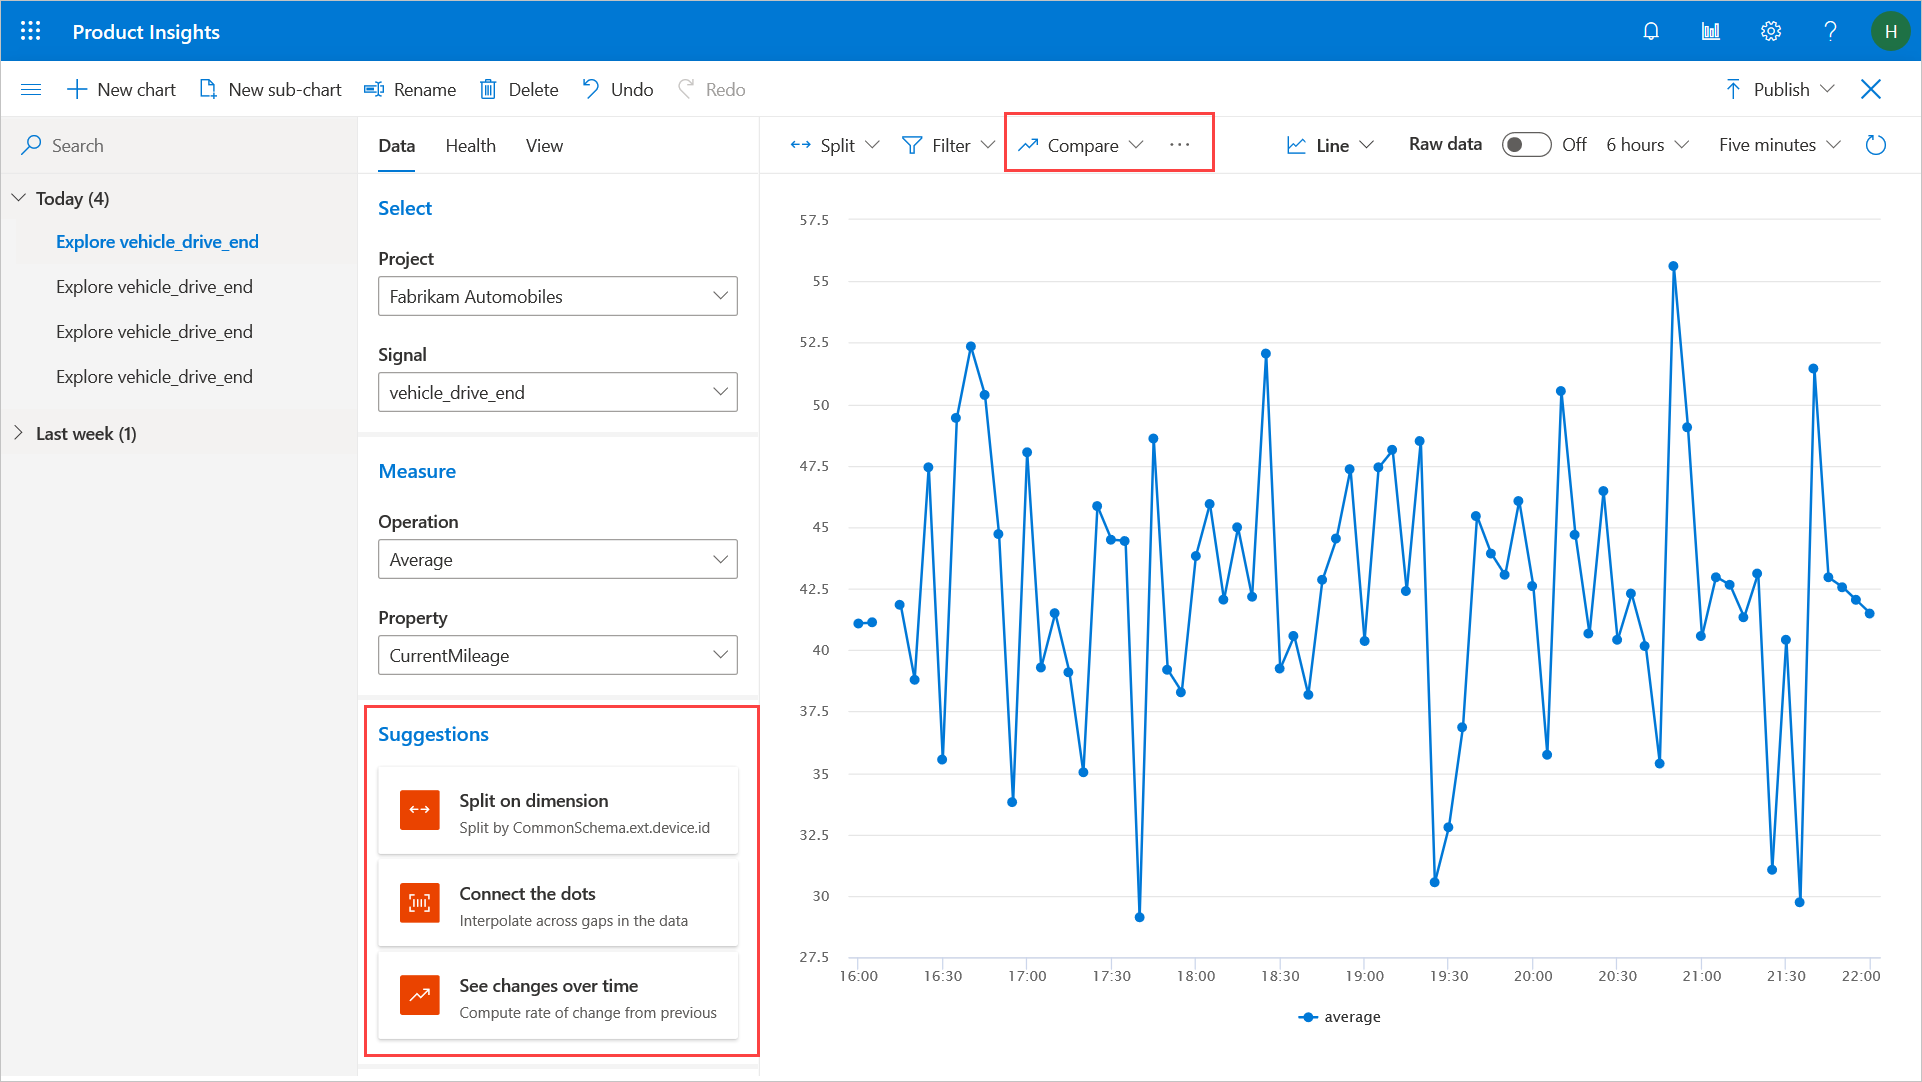 Product Insights
H
New chart
New sub-chart
Rename
Delete
Undo
Redo
Publish
Search
Today (4)
Explore vehicle_drive_end
Explore vehicle_drive_end
Explore vehicle_drive_end
Explore vehicle_drive_end
Last week (1)
Data
Health
View
Select
Project
Fabrikam Automobiles
Signal
vehicle_drive_end
Measure
Operation
Average
Property
CurrentMileage
Suggestions
Split on dimension
Split by CommonSchema.ext.device.id
Connect the dots
Interpolate across gaps in the data
See changes over time
Compute rate of change from previous
Split
Filter
Compare
Line
Raw data
Off
6 hours
Five minutes
57.5
55
52.5
50
47.5
45
42.5
40
37.5
35
32.5
30
27.5
16:00
16:30
17:00
17:30
18:00
18:30
19:00
19:30
20:00
20:30
21:00
21:30
22:00
average